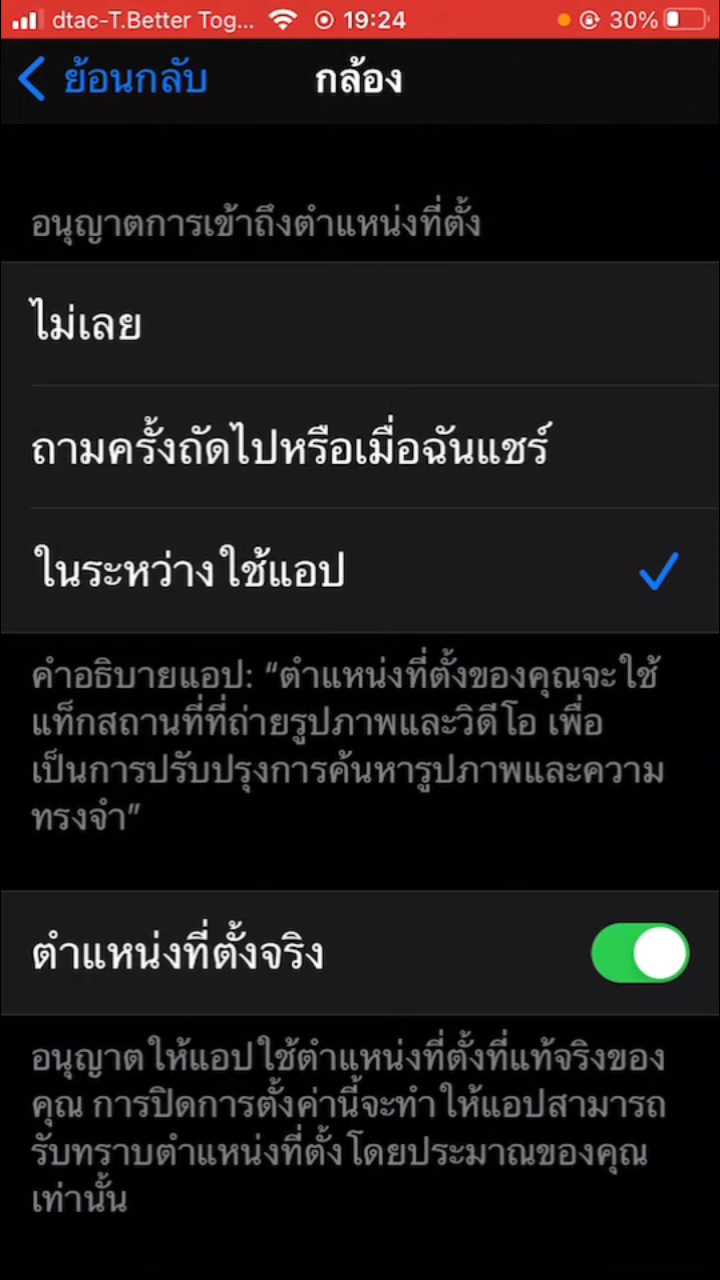 dtac-T.Better Tog... 19:24 30%
ย้อนกลับ กล้อง
อนุญาตการเข้าถึงตำแหน่งที่ตั้ง
ไม่เลย
ถามครั้งถัดไปหรือเมื่อฉันแชร์
ในระหว่างใช้แอป
คำอธิบายแอป: “ตำแหน่งที่ตั้งของคุณจะใช้
แท็กสถานที่ที่ถ่ายรูปภาพและวิดีโอ เพื่อ
เป็นการปรับปรุงการค้นหารูปภาพและความ
ทรงจำ”
ตำแหน่งที่ตั้งจริง
อนุญาตให้แอปใช้ตำแหน่งที่ตั้งที่แท้จริงของ
คุณ การปิดการตั้งค่านี้จะทำให้แอปสามารถ
รับทราบตำแหน่งที่ตั้งโดยประมาณของคุณ
เท่านั้น